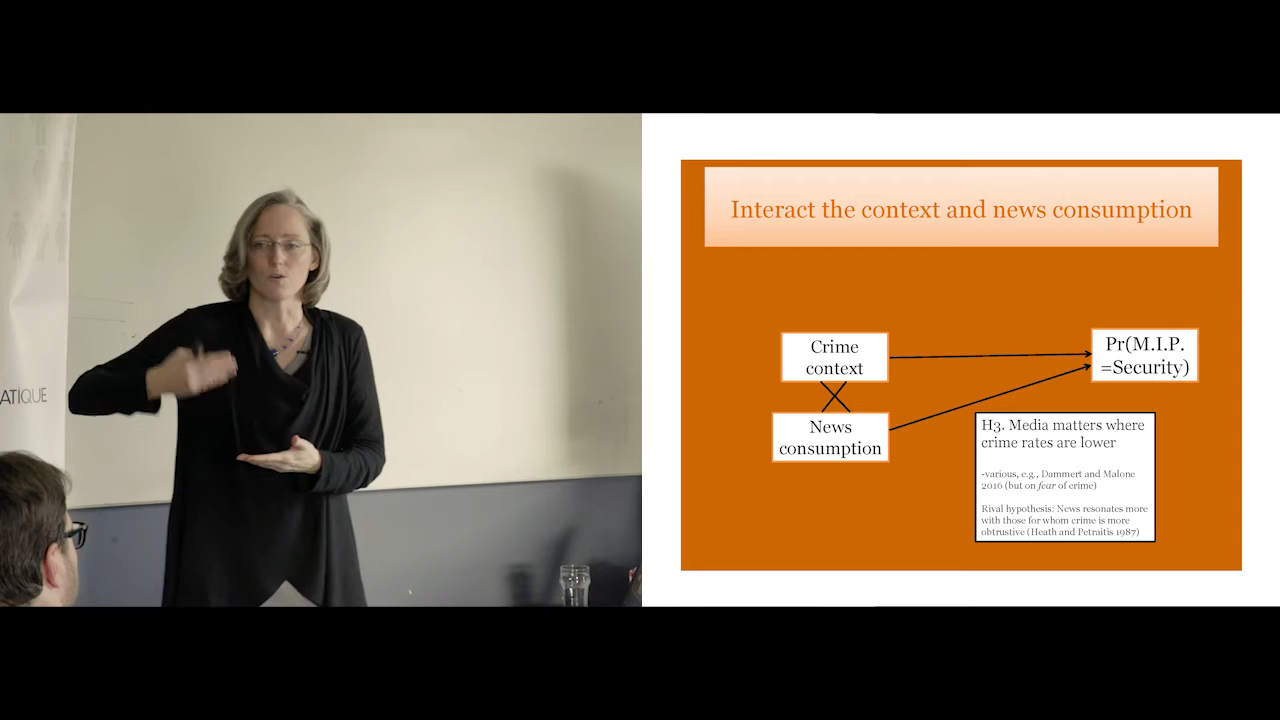 ATIQUE
Interact the context and news consumption
Crime
context
Pr(M.I.P.
=Security)
News
consumption
H3. Media matters where
crime rates are lower
-various, e.g., Dammert and Malone
2016 (but on fear of crime)
Rival hypothesis: News resonates more
with those for whom crime is more
obtrustive (Heath and Petraitis 1987)